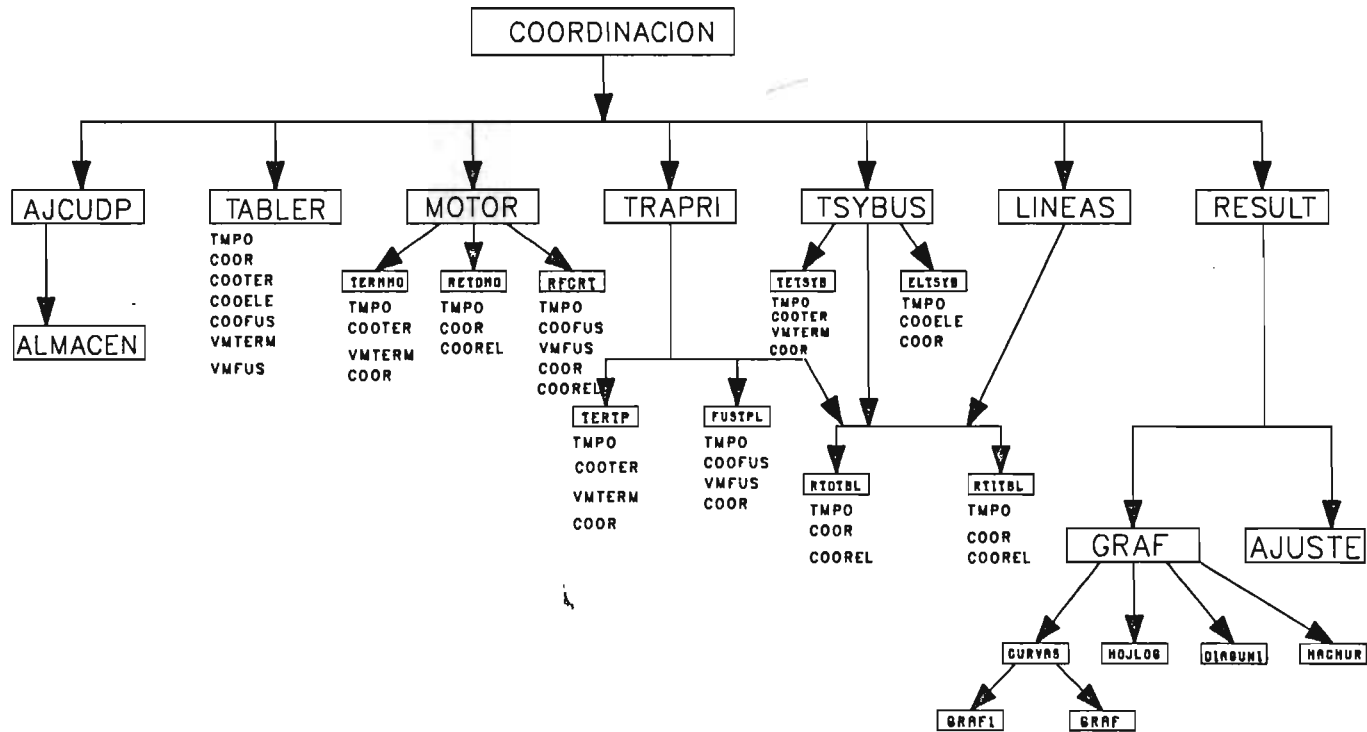 COORDINACION
AJCUDP
TABLER
MOTOR
TRAPRI
TSYBUS
LINEAS
RESULT
TMPO
COOR
COOTER
COOELE
COOFUS
VMTERM
VMFUS
ALMACEN
TERMMO
TMPO
COOTER
VMTERM
COOR
RETDMO
TMPO
COOR
COOREL
RFCRT
TMPO
COOFUS
VMFUS
COOR
COOREL
TETSYB
TMPO
COOTER
VMTERM
COOR
ELTSYB
TMPO
COOELE
COOR
TERTP
TMPO
COOTER
VMTERM
COOR
FUSTPL
TMPO
COOFUS
VMFUS
COOR
RTDTBL
TMPO
COOR
COOREL
RTITBL
TMPO
COOR
COOREL
GRAF
AJUSTE
CURVAS
HOJLOG
DIAGUNI
GRAF1
GRAF